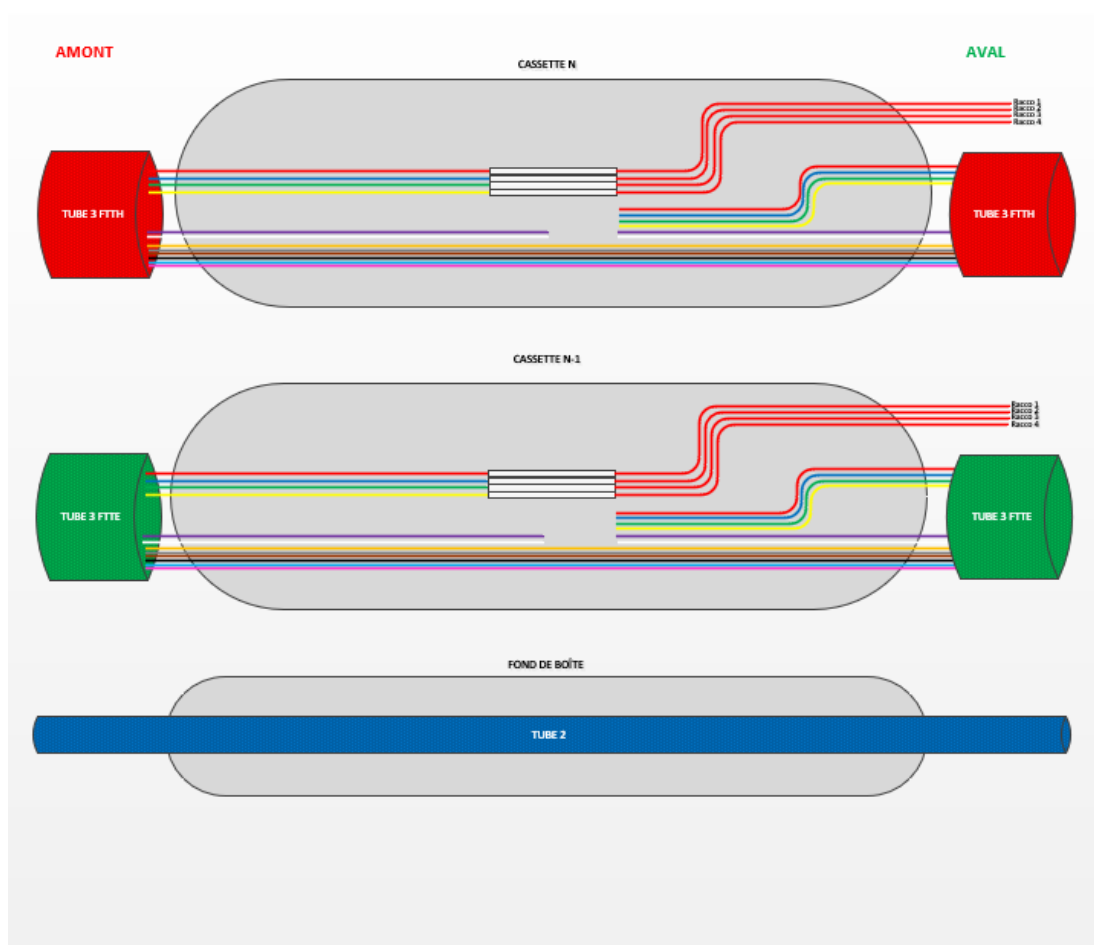 AMONT
AVAL
CASSETTE N
Racco 1
Racco 2
Racco 3
Racco 4
TUBE 3 FTTH
TUBE 3 FTTH
CASSETTE N-1
Racco 1
Racco 2
Racco 3
Racco 4
TUBE 3 FTTE
TUBE 3 FTTE
FOND DE BOÎTE
TUBE 2